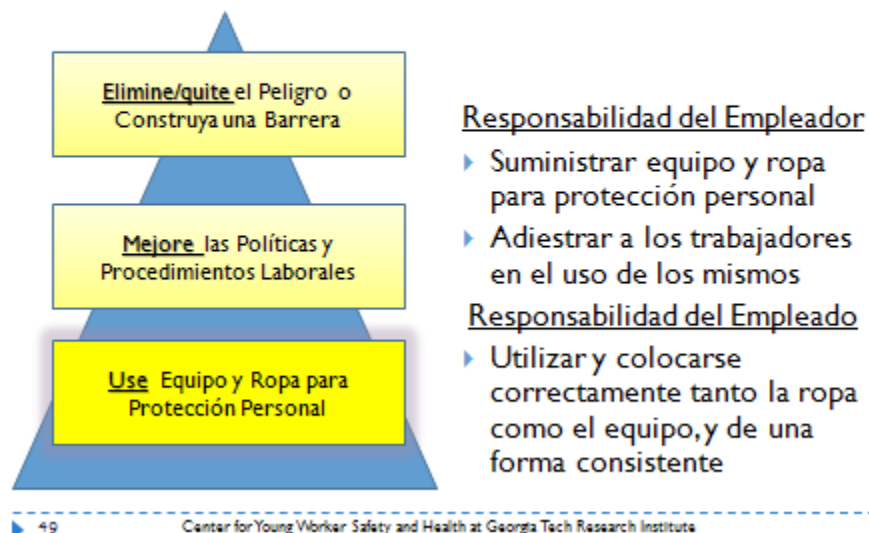 Elimine/quite el Peligro o
Construya una Barrera
Mejore las Políticas y
Procedimientos Laborales
Use Equipo y Ropa para
Protección Personal
Responsabilidad del Empleador
Suministrar equipo y ropa
para protección personal
Adiestrar a los trabajadores
en el uso de los mismos
Responsabilidad del Empleado
Utilizar y colocarse
correctamente tanto la ropa
como el equipo, y de una
forma consistente
49
Center for Young Worker Safety and Health at Georgia Tech Research Institute